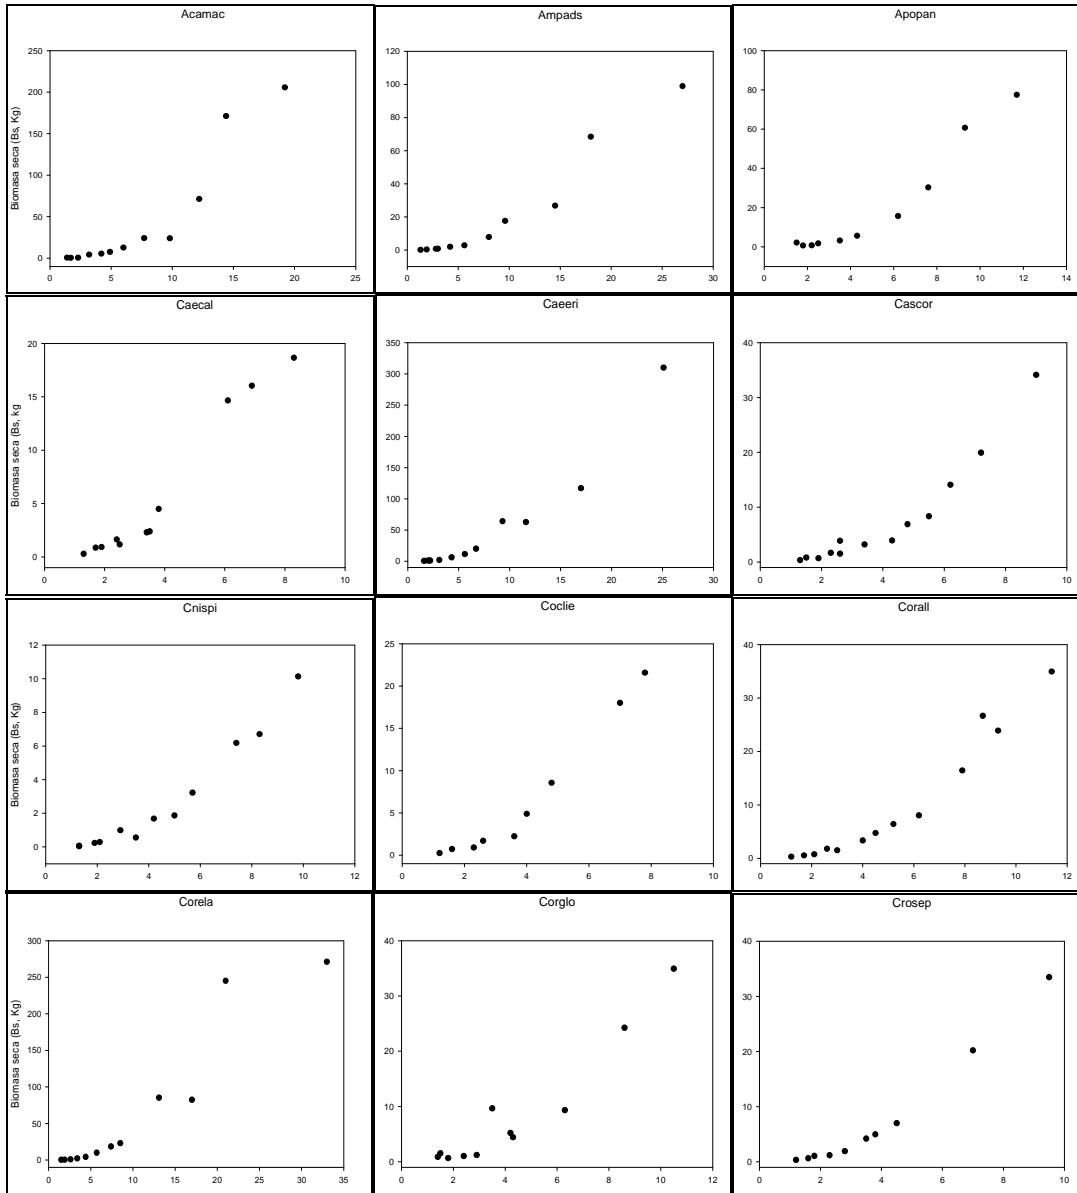 Acamac
Ampads
Apopan
Biomasa seca (Bs, Kg)
250
200
150
100
50
0
0 5 10 15 20 25
120
100
80
60
40
20
0
0 5 10 15 20 25 30
100
80
60
40
20
0
0 2 4 6 8 10 12 14
Caecal
Caeeri
Cascor
Biomasa seca (Bs, Kg
20
15
10
5
0
0 2 4 6 8 10
350
300
250
200
150
100
50
0
0 5 10 15 20 25 30
40
30
20
10
0
0 2 4 6 8 10
Cnispi
Coclie
Corall
Biomasa seca (Bs, Kg)
12
10
8
6
4
2
0
0 2 4 6 8 10 12
25
20
15
10
5
0
0 2 4 6 8 10
40
30
20
10
0
0 2 4 6 8 10 12
Corela
Corglo
Crosep
Biomasa seca (Bs, Kg)
300
250
200
150
100
50
0
0 5 10 15 20 25 30 35
40
30
20
10
0
0 2 4 6 8 10 12
40
30
20
10
0
0 2 4 6 8 10